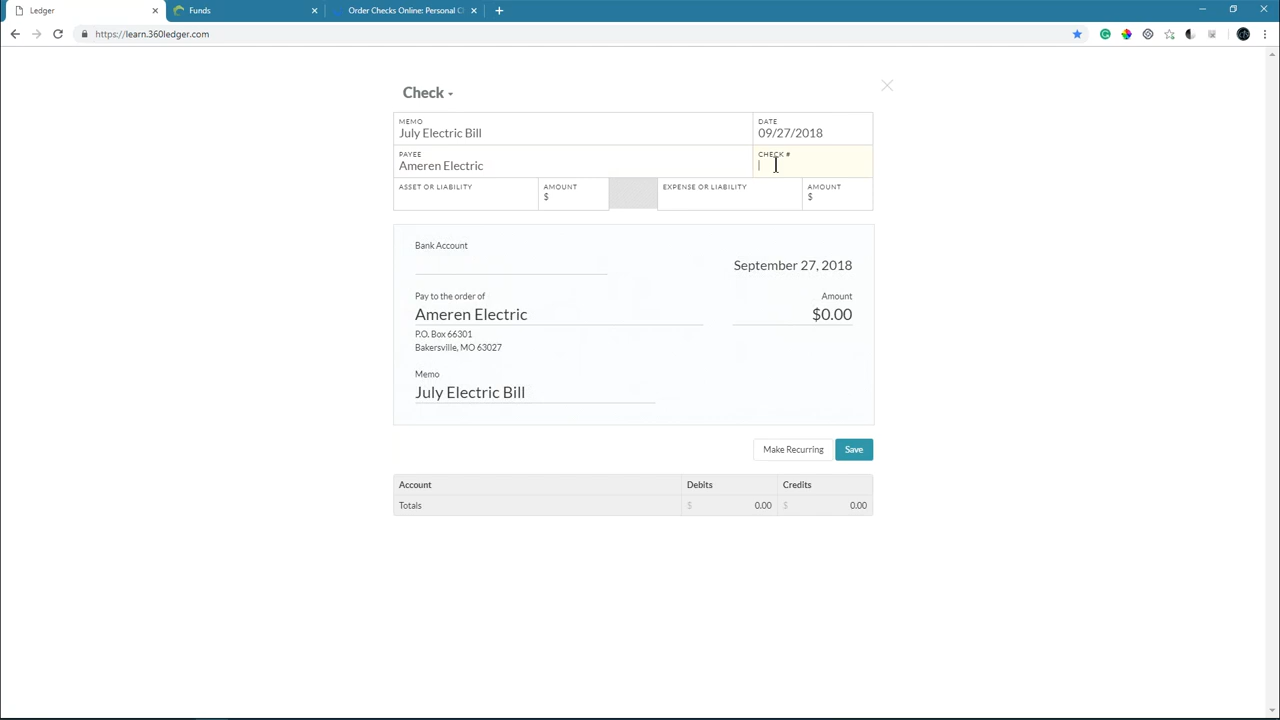 Ledger
Funds
Order Checks Online: Personal C
https://learn.360ledger.com
Check
MEMO
July Electric Bill
DATE
09/27/2018
PAYEE
Ameren Electric
CHECK #
ASSET OR LIABILITY
AMOUNT
$
EXPENSE OR LIABILITY
AMOUNT
$
Bank Account
September 27, 2018
Pay to the order of
Amount
Ameren Electric
$0.00
P.O. Box 66301
Bakersville, MO 63027
Memo
July Electric Bill
Make Recurring
Save
Account Debits Credits
Totals $ 0.00 $ 0.00